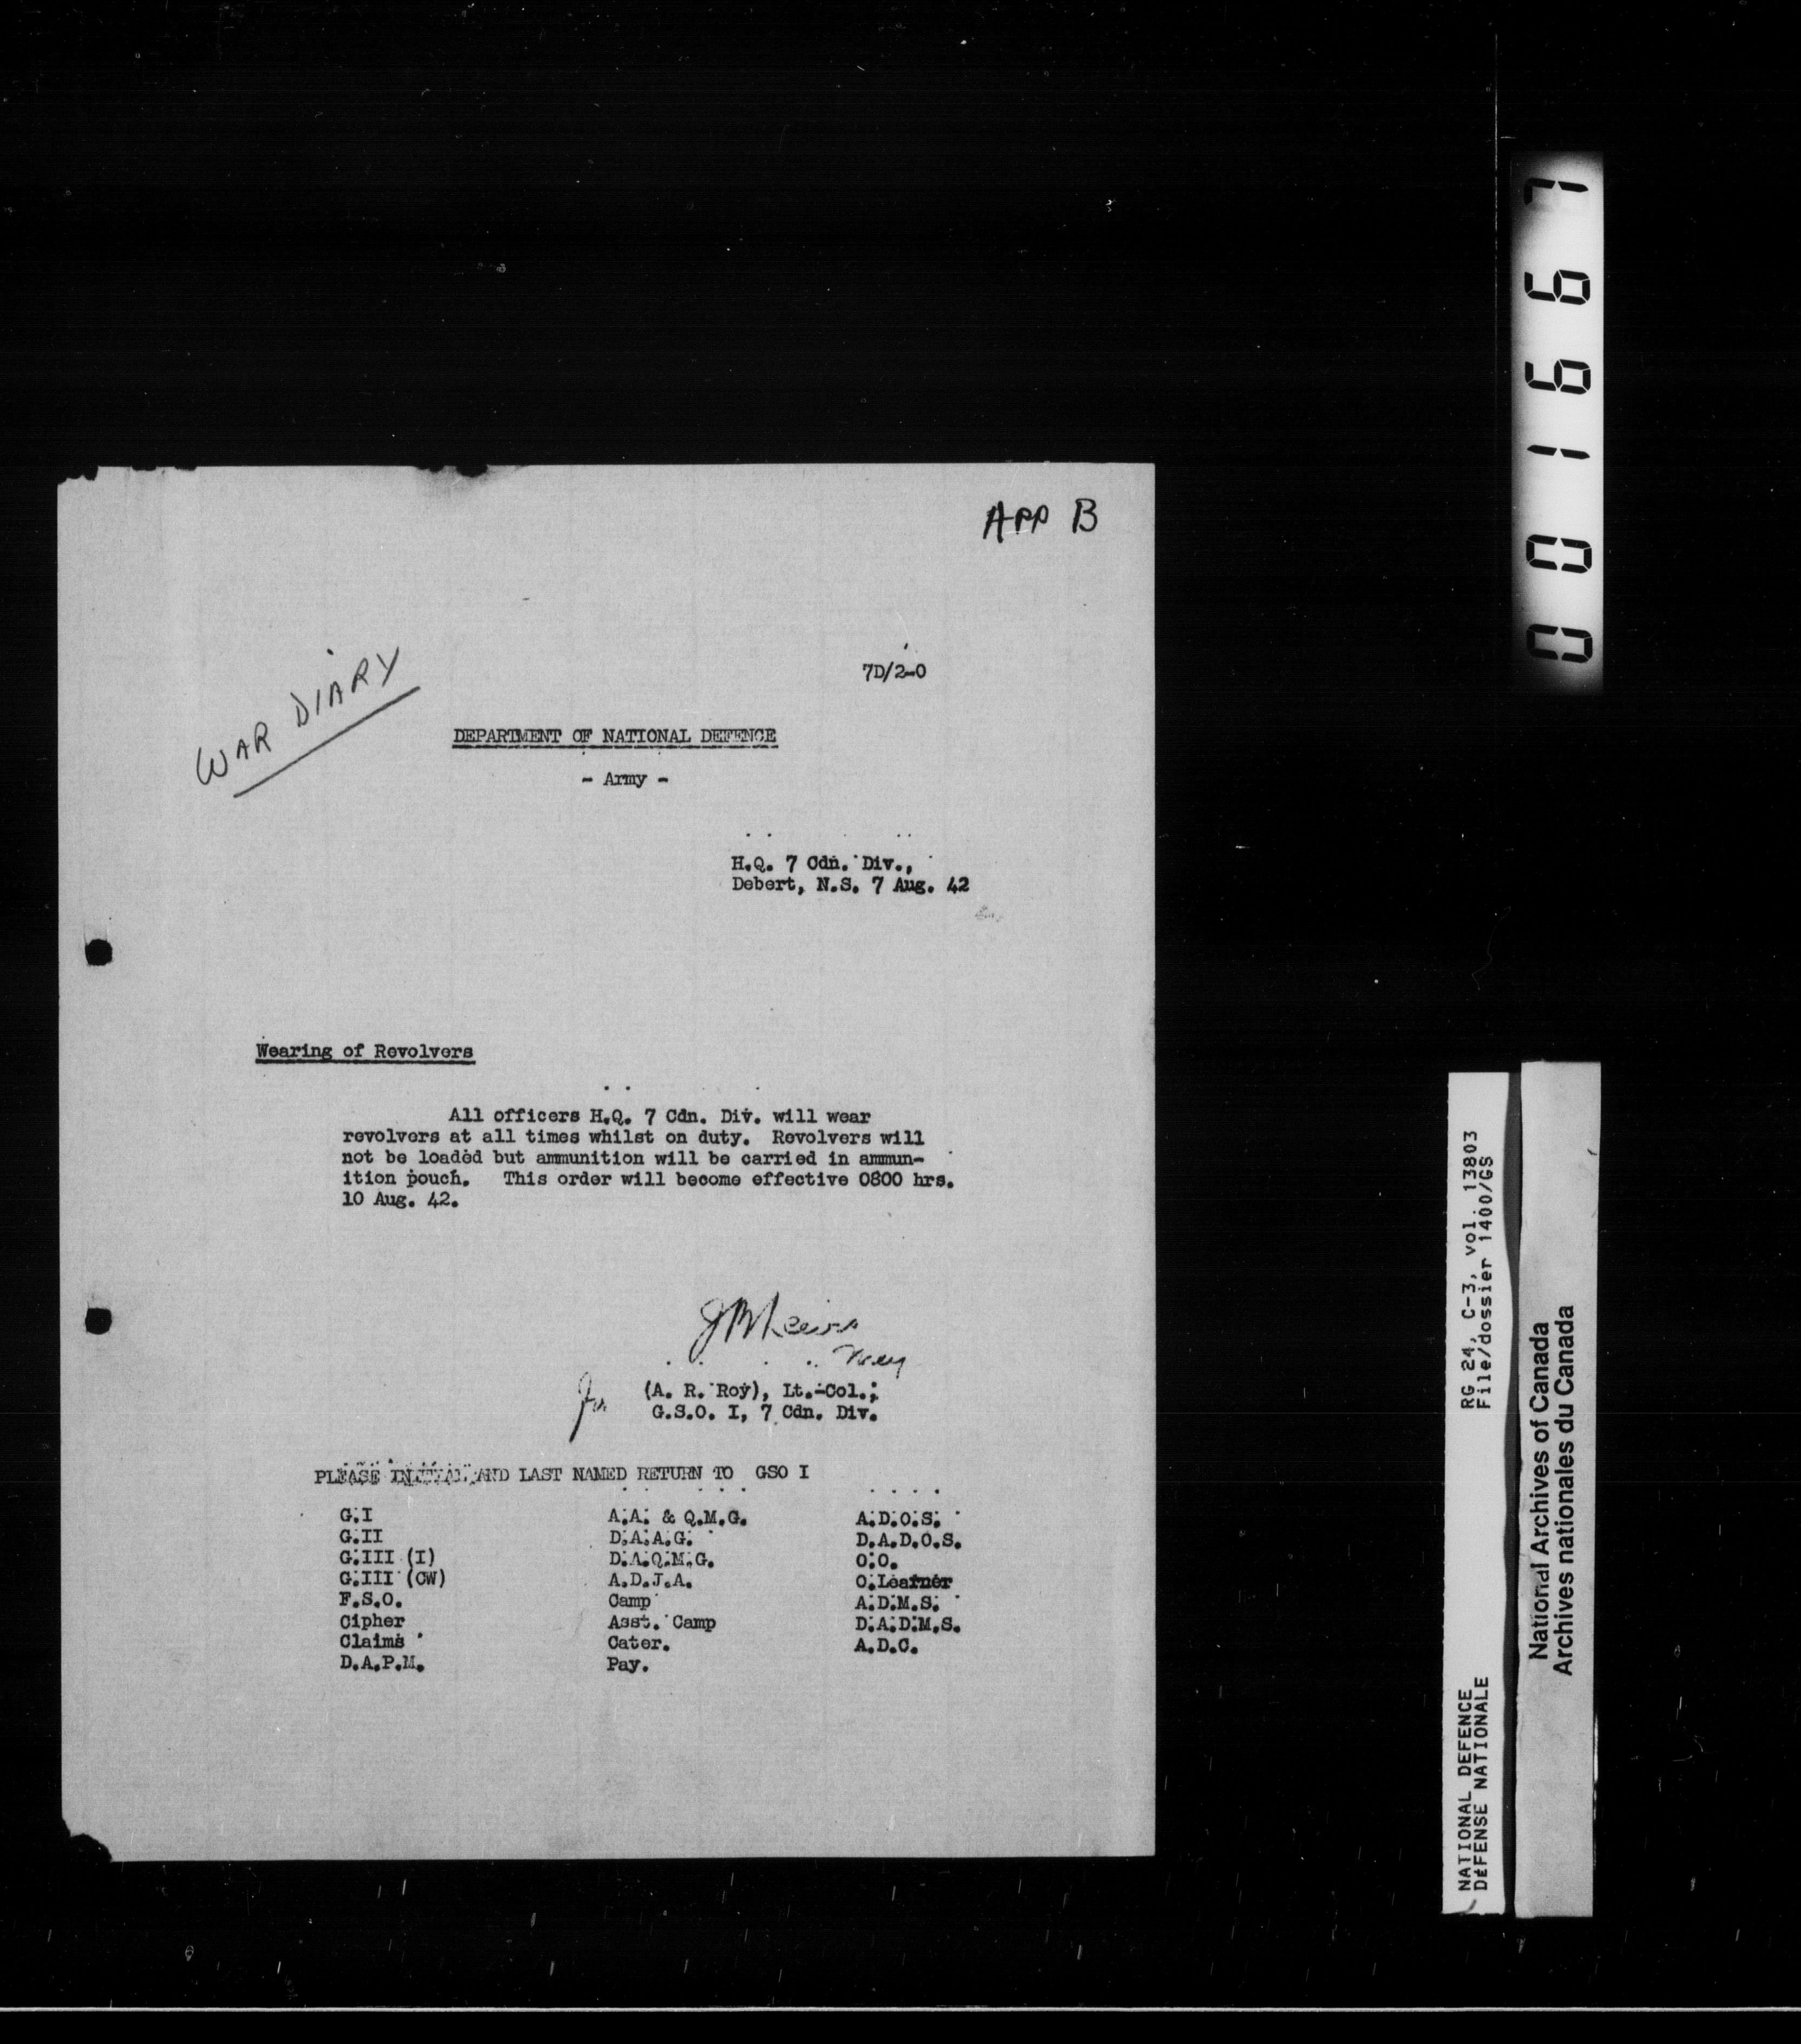 APP B
WAR DIARY
7D/2-0
DEPARTMENT OF NATIONAL DEFENCE
- Army -
H.Q. 7 Cdn. Div.,
Debert, N.S. 7 Aug. 42
Wearing of Revolvers
All officers H.Q. 7 Cdn. Div. will wear
revolvers at all times whilst on duty. Revolvers will
not be loaded but ammunition will be carried in ammun-
ition pouch. This order will become effective 0800 hrs.
10 Aug. 42.
for (A. R. Roy), Lt.-Col.,
G.S.O. I, 7 Cdn. Div.
PLEASE INITIAL AND LAST NAMED RETURN TO GSO I
G.I A.A. & Q.M.G. A.D.O.S.
G.II D.A.A.G. D.A.D.O.S.
G.III (I) D.A.Q.M.G. O.O.
G.III (CW) A.D.J.A. O.Learner
F.S.O. Camp A.D.M.S.
Cipher Asst. Camp D.A.D.M.S.
Claims Cater. A.D.C.
D.A.P.M. Pay.
001667
RG 24, C-3, vol. 13803
File/dossier 1400/GS
NATIONAL DEFENCE
DÉFENSE NATIONALE
National Archives of Canada
Archives nationales du Canada